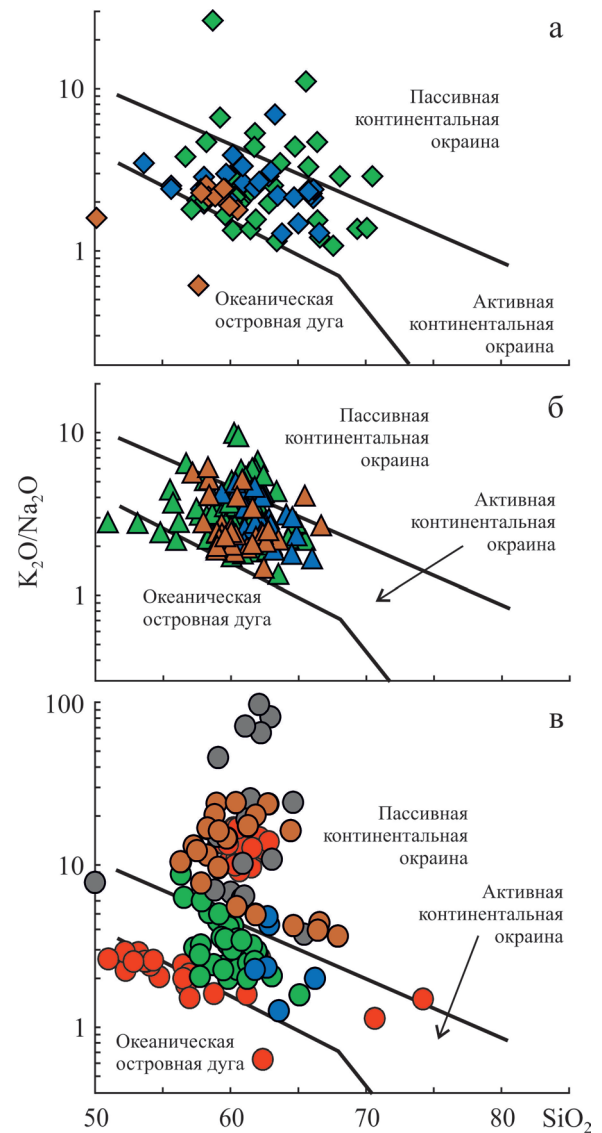 а
10
1
Пассивная
континентальная
окраина
Океаническая
островная дуга
Активная
континентальная
окраина
б
10
1
Пассивная
континентальная
окраина
Активная
континентальная
окраина
Океаническая
островная дуга
K₂O/Na₂O
в
100
10
1
Пассивная
континентальная
окраина
Активная
континентальная
окраина
Океаническая
островная дуга
50 60 70 80 SiO₂